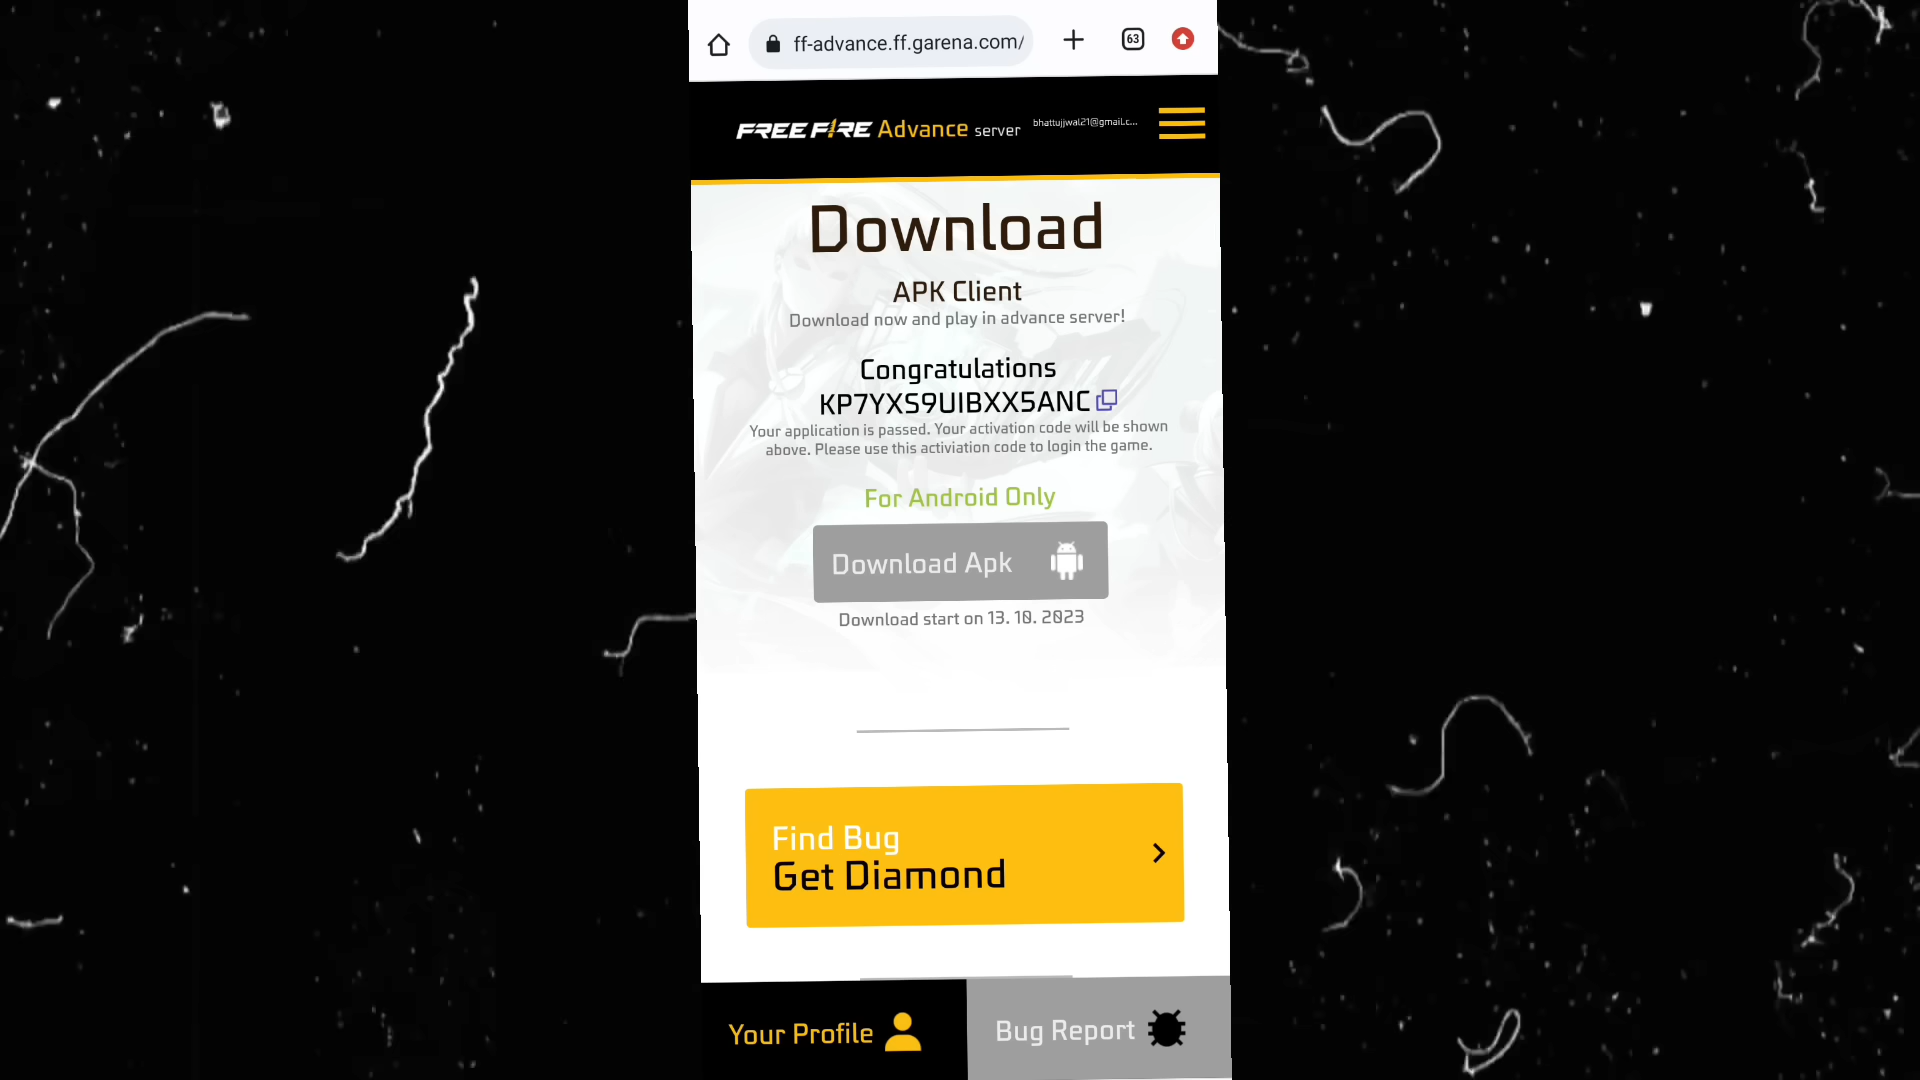 ff-advance.ff.garena.com/
63
FREE FIRE Advance server
bhattujjwal21@gmail.c...
Download
APK Client
Download now and play in advance server!
Congratulations
KP7YXS9UIBXX5ANC
Your application is passed. Your activation code will be shown
above. Please use this activiation code to login the game.
For Android Only
Download Apk
Download start on 13. 10. 2023
Find Bug
Get Diamond
Your Profile
Bug Report